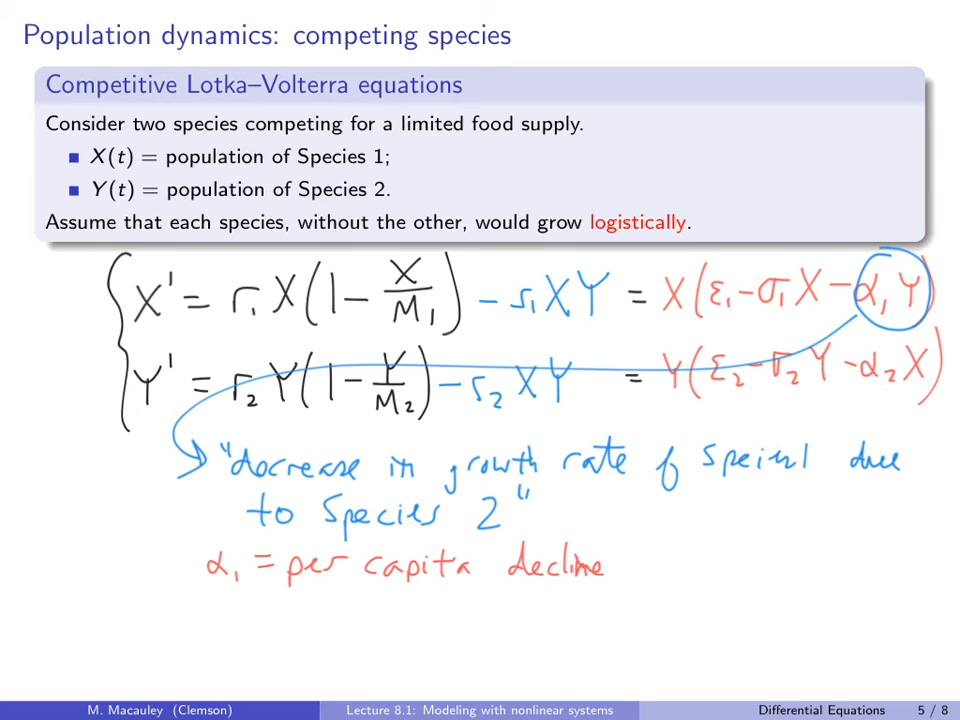 Population dynamics: competing species
Competitive Lotka–Volterra equations
Consider two species competing for a limited food supply.
■ X(t) = population of Species 1;
■ Y(t) = population of Species 2.
Assume that each species, without the other, would grow logistically.
X' = r₁X(1 − X/M₁) − s₁XY = X(ε₁ − σ₁X − α₁Y)
Y' = r₂Y(1 − Y/M₂) − s₂XY = Y(ε₂ − σ₂Y − α₂X)
"decrease in growth rate of Speices 1 due
to Species 2"
α₁ = per capita decline
M. Macauley (Clemson) Lecture 8.1: Modeling with nonlinear systems Differential Equations 5 / 8